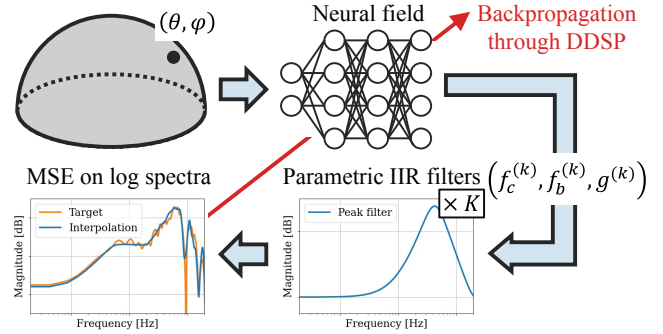 (θ, φ)
Neural field
Backpropagation
through DDSP
MSE on log spectra
Parametric IIR filters
(f_c^{(k)}, f_b^{(k)}, g^{(k)})
Target
Interpolation
Magnitude [dB]
Frequency [Hz]
× K
Peak filter
Magnitude [dB]
Frequency [Hz]